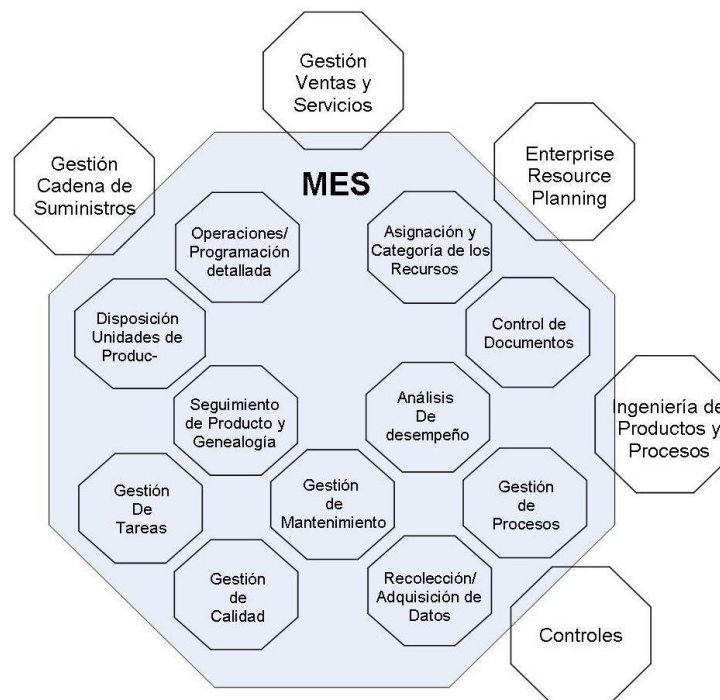 Gestión
Ventas y
Servicios
Gestión
Cadena de
Suministros
Enterprise
Resource
Planning
MES
Operaciones/
Programación
detallada
Asignación y
Categoría de los
Recursos
Disposición
Unidades de
Produc-
Control de
Documentos
Seguimiento
de Producto y
Genealogía
Análisis
De
desempeño
Ingeniería de
Productos y
Procesos
Gestión
De
Tareas
Gestión
de
Mantenimiento
Gestión
de
Procesos
Gestión
de
Calidad
Recolección/
Adquisición de
Datos
Controles